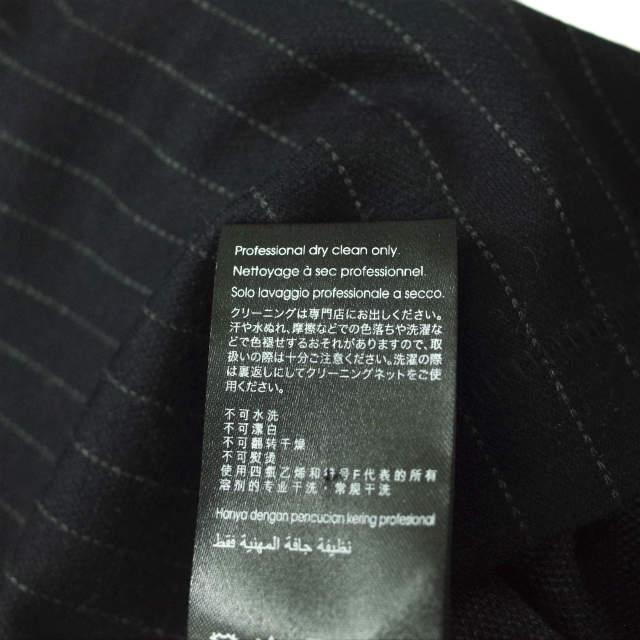 Professional dry clean only.
Nettoyage à sec professionnel.
Solo lavaggio professionale a secco.
クリーニングは専門店にお出しください。
汗や水ぬれ、摩擦などでの色落ちや洗濯な
どで色褪せするおそれがありますので、取
扱いの際は十分ご注意ください。洗濯の際
は裏返しにしてクリーニングネットをご使
用ください。
不可水洗
不可漂白
不可翻转干燥
不可熨烫
使用四氯乙烯和符号F代表的所有
溶剂的专业干洗 常规干洗
Hanya dengan pencucian kering profesional
نظيفة جافة المهنية فقط